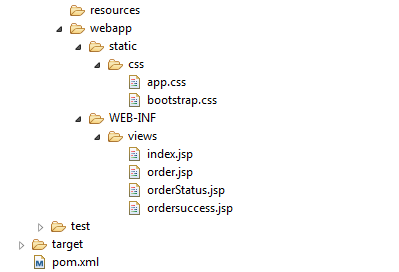 resources
webapp
static
css
app.css
bootstrap.css
WEB-INF
views
index.jsp
order.jsp
orderStatus.jsp
ordersuccess.jsp
test
target
pom.xml